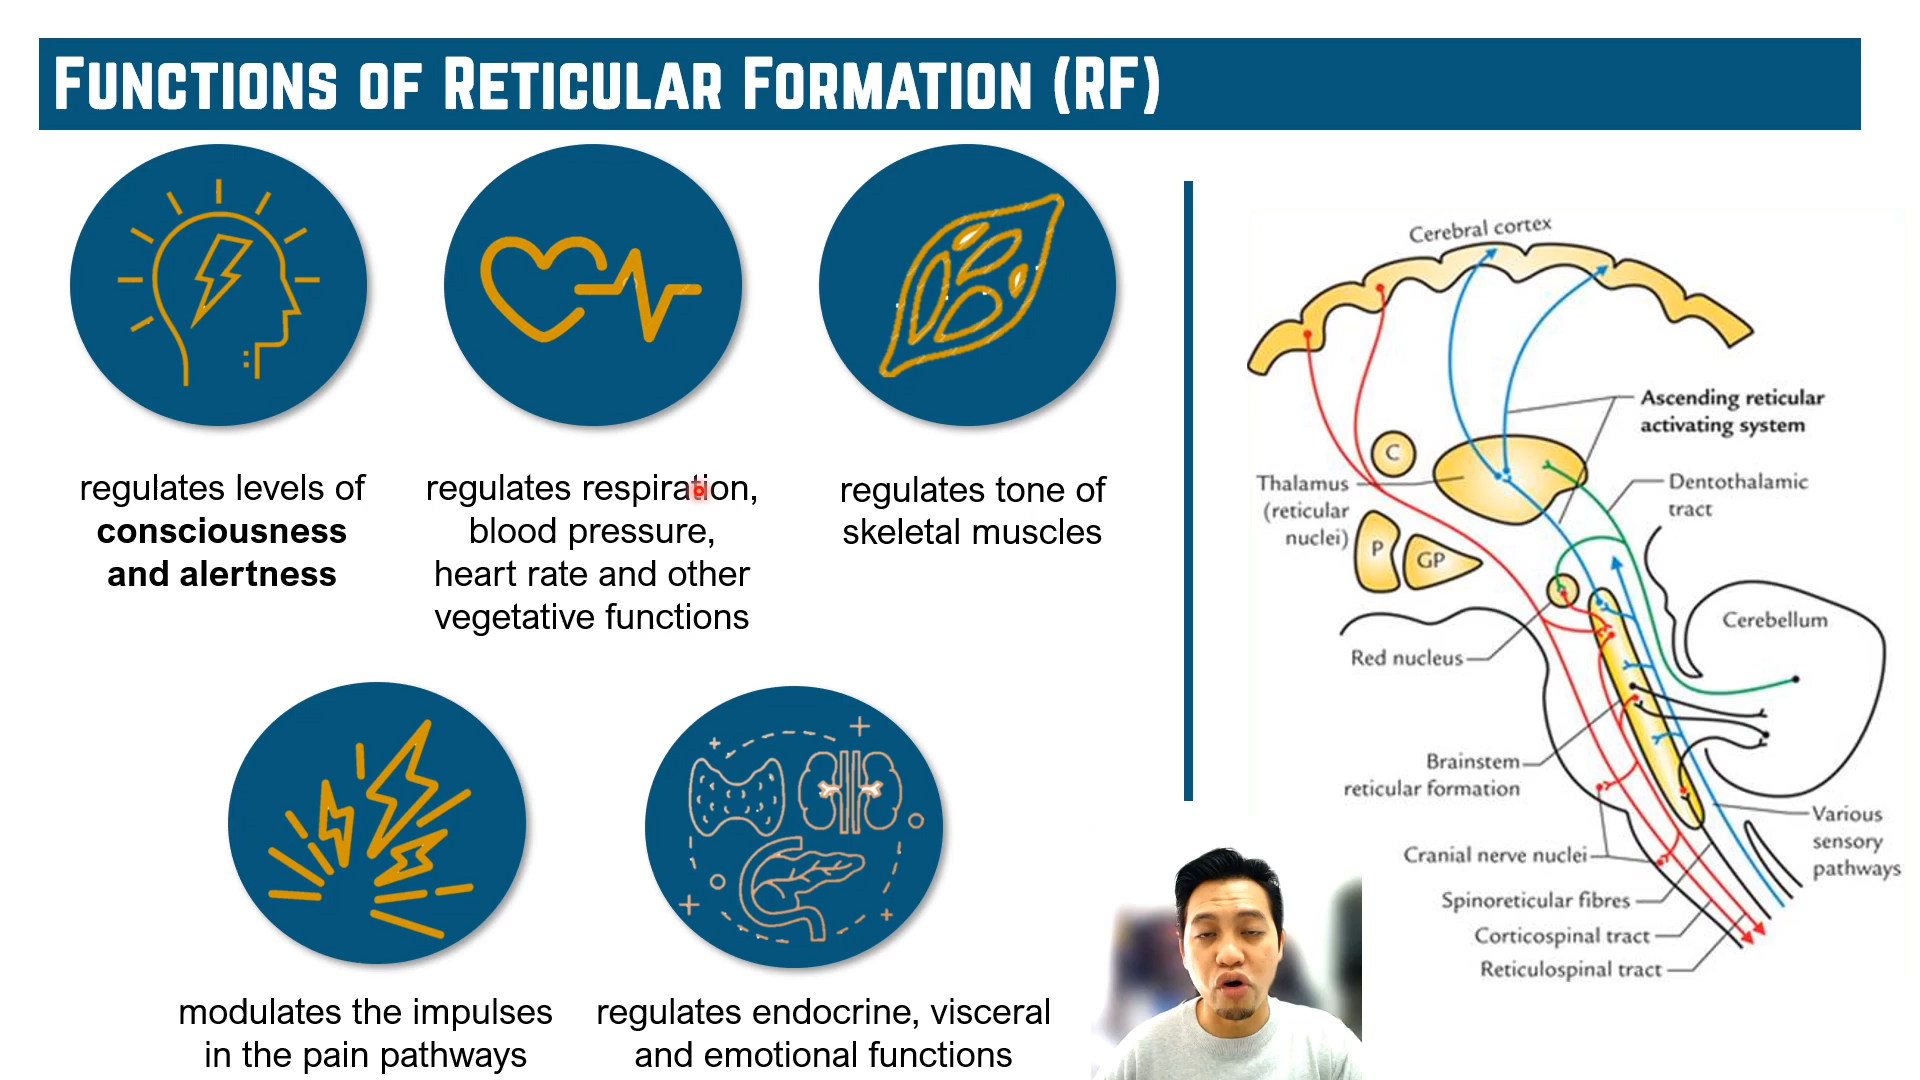 FUNCTIONS OF RETICULAR FORMATION (RF)
regulates levels of
consciousness
and alertness
regulates respiration,
blood pressure,
heart rate and other
vegetative functions
regulates tone of
skeletal muscles
modulates the impulses
in the pain pathways
regulates endocrine, visceral
and emotional functions
Cerebral cortex
Ascending reticular
activating system
C
Thalamus
(reticular
nuclei)
Dentothalamic
tract
P
GP
Cerebellum
Red nucleus
Brainstem
reticular formation
Various
sensory
pathways
Cranial nerve nuclei
Spinoreticular fibres
Corticospinal tract
Reticulospinal tract